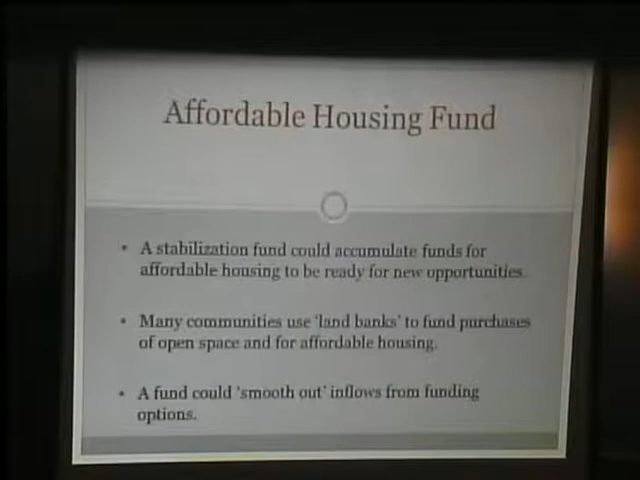 Affordable Housing Fund
• A stabilization fund could accumulate funds for
affordable housing to be ready for new opportunities.
• Many communities use 'land banks' to fund purchases
of open space and for affordable housing.
• A fund could 'smooth out' inflows from funding
options.